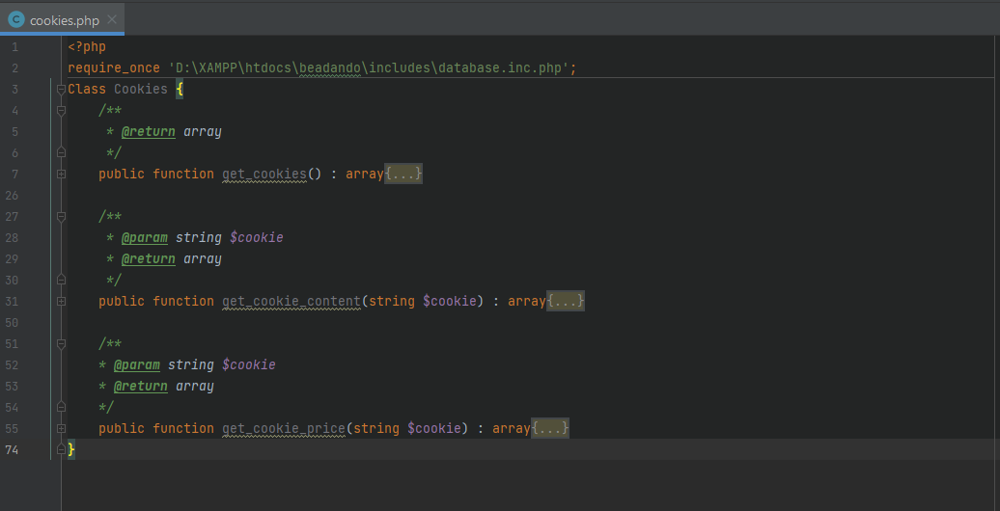 cookies.php
1 <?php
2 require_once 'D:\XAMPP\htdocs\beadando\includes\database.inc.php';
3 Class Cookies {
4 /**
5 * @return array
6 */
7 public function get_cookies() : array{...}
26
27 /**
28 * @param string $cookie
29 * @return array
30 */
31 public function get_cookie_content(string $cookie) : array{...}
50
51 /**
52 * @param string $cookie
53 * @return array
54 */
55 public function get_cookie_price(string $cookie) : array{...}
74 }